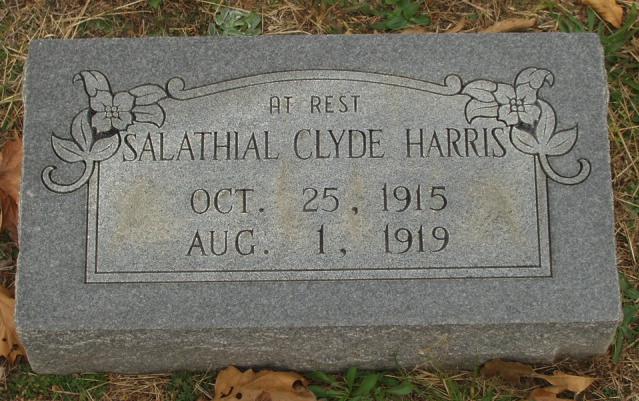 AT REST
SALATHIAL CLYDE HARRIS
OCT. 25, 1915
AUG. 1, 1919